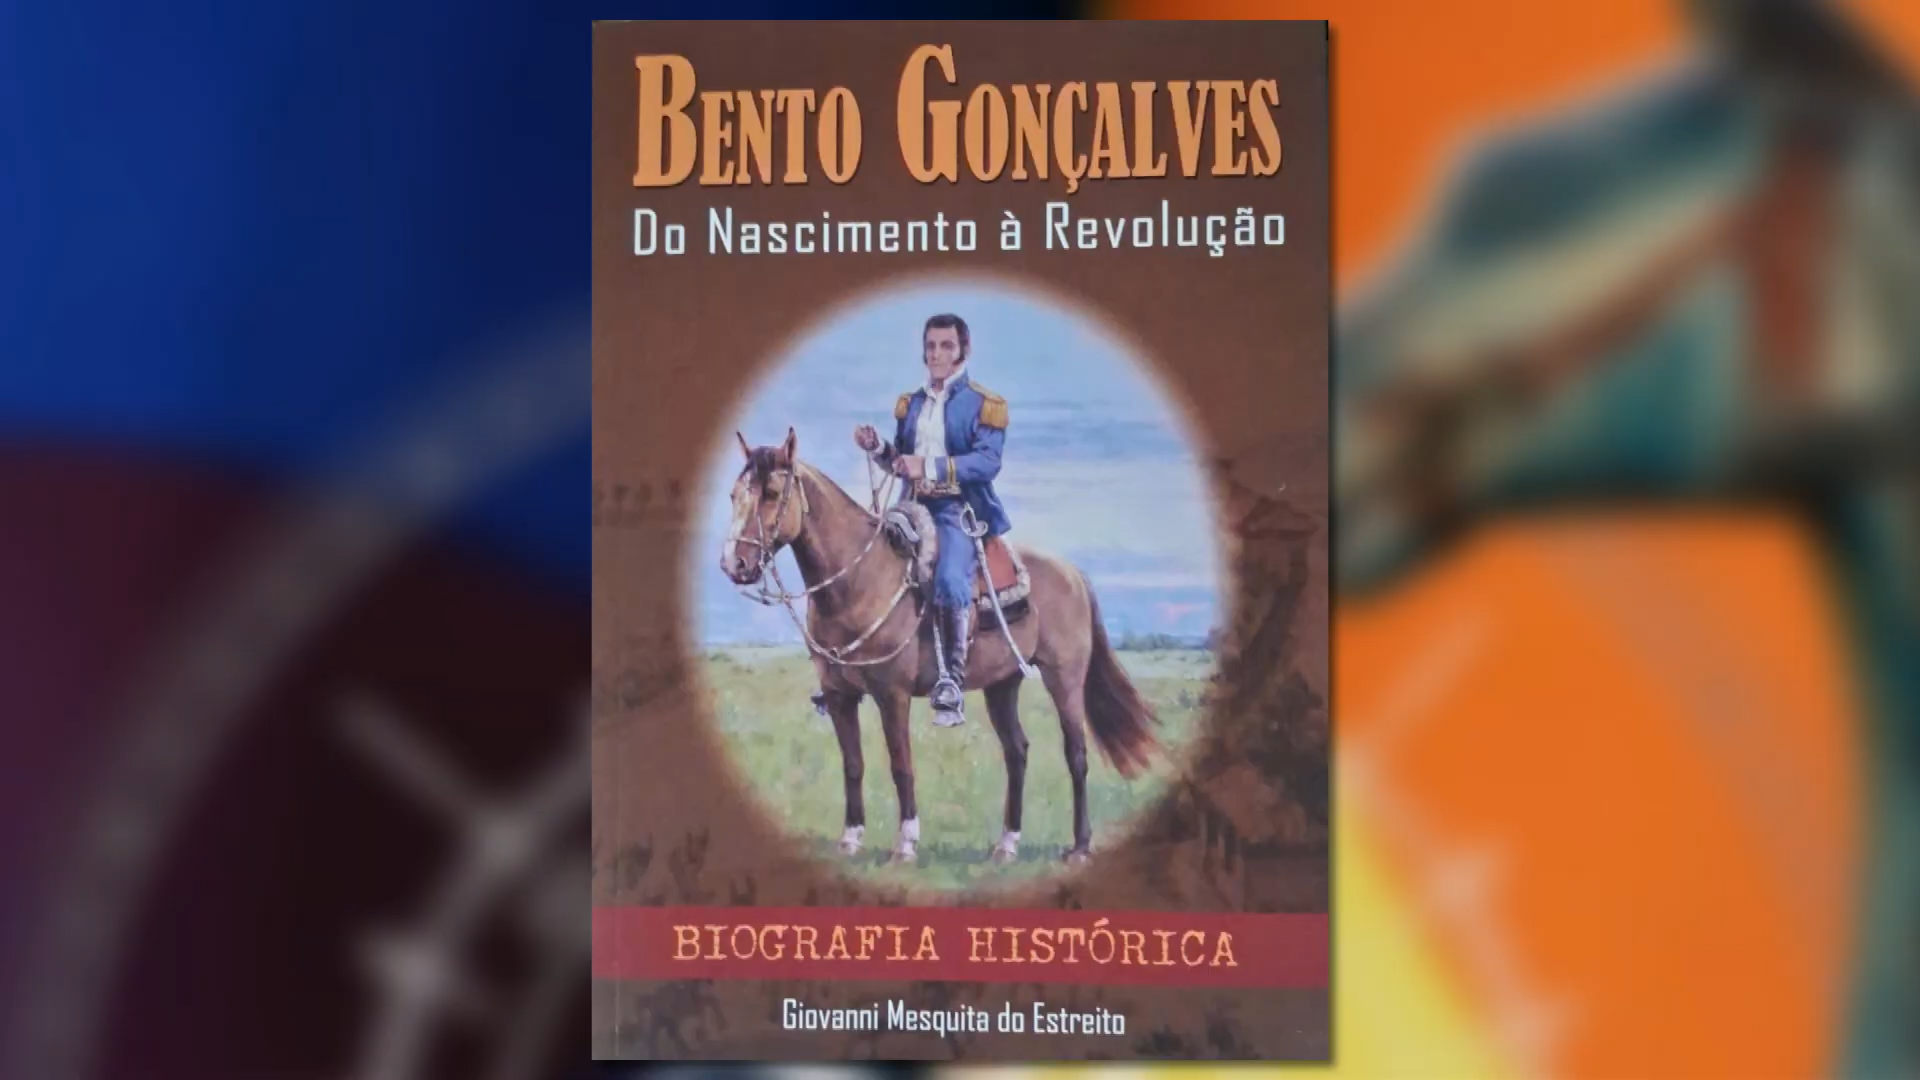 BENTO GONÇALVES
Do Nascimento à Revolução
BIOGRAFIA HISTÓRICA
Giovanni Mesquita do Estreito